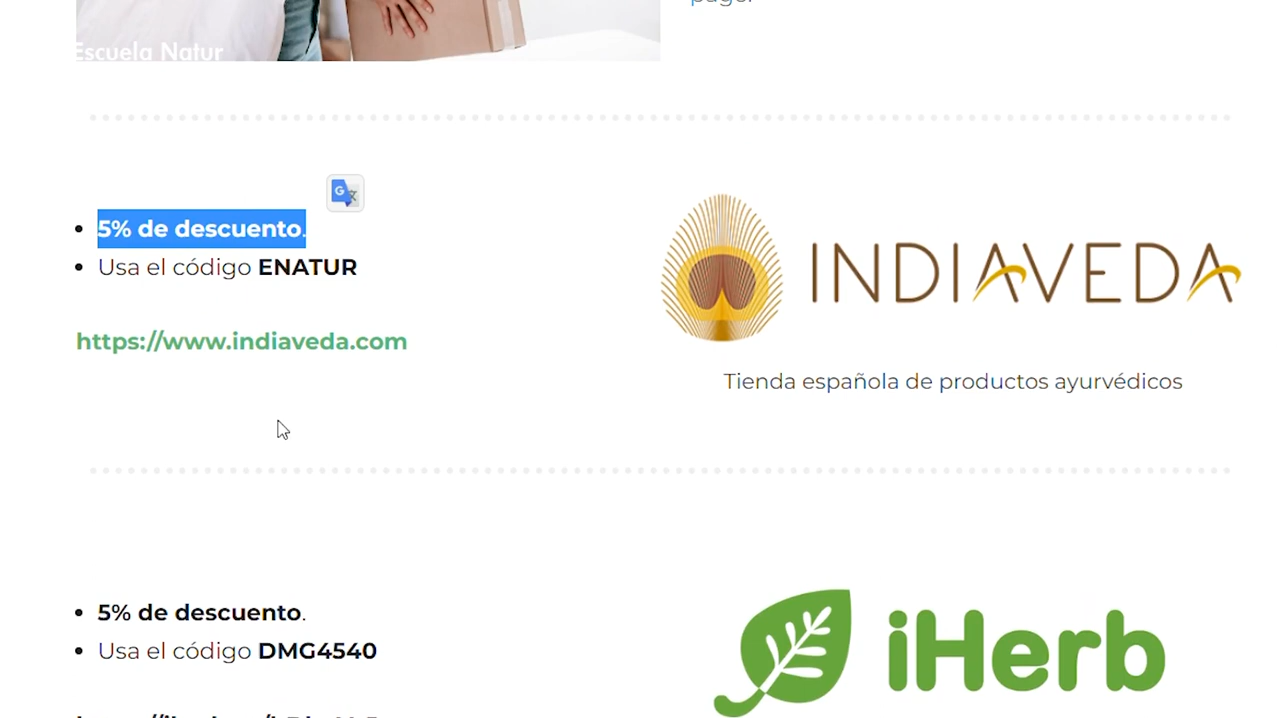 Escuela Natur
5% de descuento.
Usa el código ENATUR
https://www.indiaveda.com
INDIAVEDA
Tienda española de productos ayurvédicos
5% de descuento.
Usa el código DMG4540
iHerb